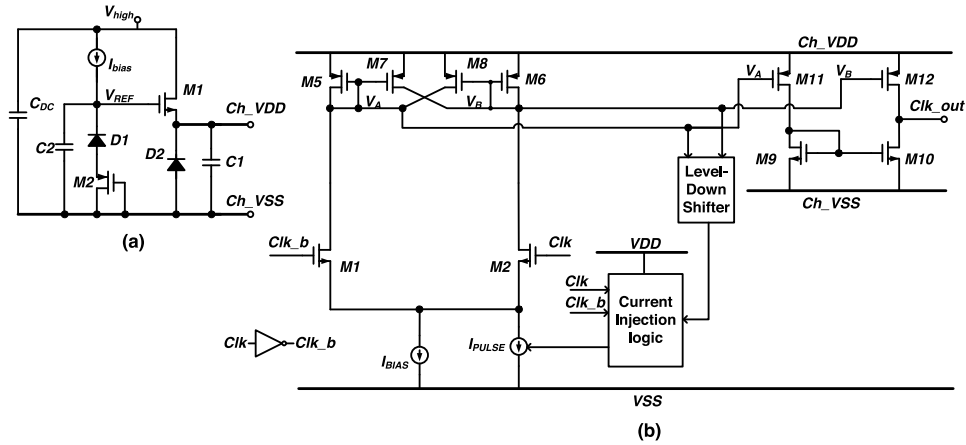 V_high
I_bias
M1
C_DC
V_REF
Ch_VDD
C2
D1
D2
C1
M2
Ch_VSS
(a)
Ch_VDD
M5
M7
M8
M6
V_A
M11
V_B
M12
V_A
V_B
Clk_out
M9
M10
Level-
Down
Shifter
Ch_VSS
Clk_b
M1
M2
Clk
VDD
Clk
Clk_b
Current
Injection
logic
Clk
Clk_b
I_BIAS
I_PULSE
VSS
(b)